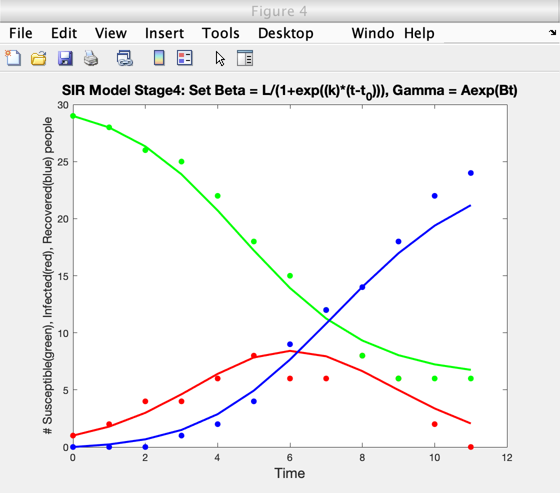 Figure 4
File Edit View Insert Tools Desktop Windo Help
SIR Model Stage4: Set Beta = L/(1+exp((k)*(t-t0))), Gamma = Aexp(Bt)
# Susceptible(green), Infected(red), Recovered(blue) people
30
25
20
15
10
5
0
0 2 4 6 8 10 12
Time